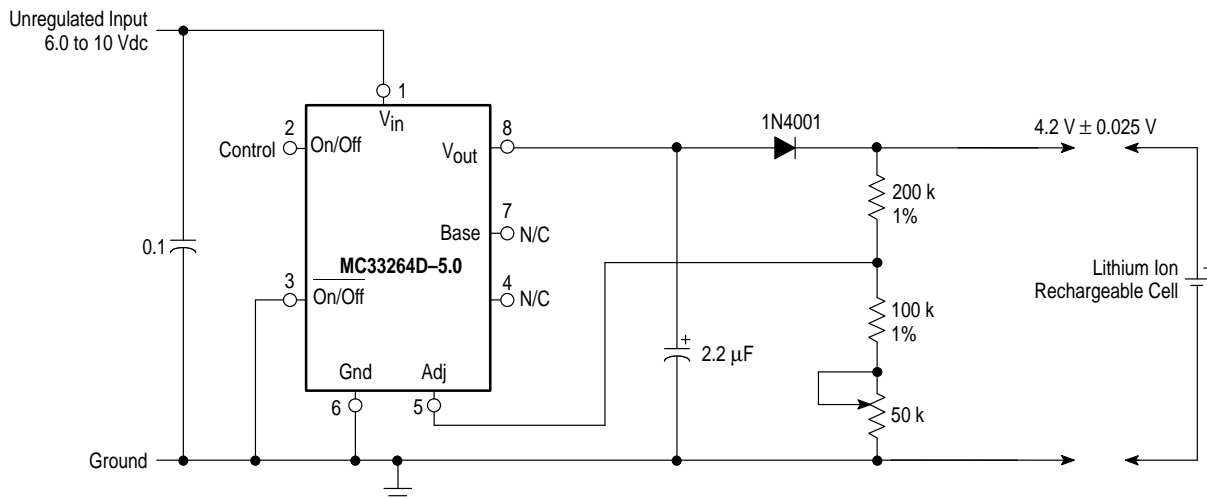 Unregulated Input
6.0 to 10 Vdc
1
Vin
2
Control
On/Off
8
Vout
1N4001
4.2 V ± 0.025 V
200 k
1%
7
Base
N/C
0.1
MC33264D–5.0
3
On/Off
4
N/C
Lithium Ion
Rechargeable Cell
+
100 k
1%
+
2.2 µF
Gnd
Adj
6
5
50 k
Ground